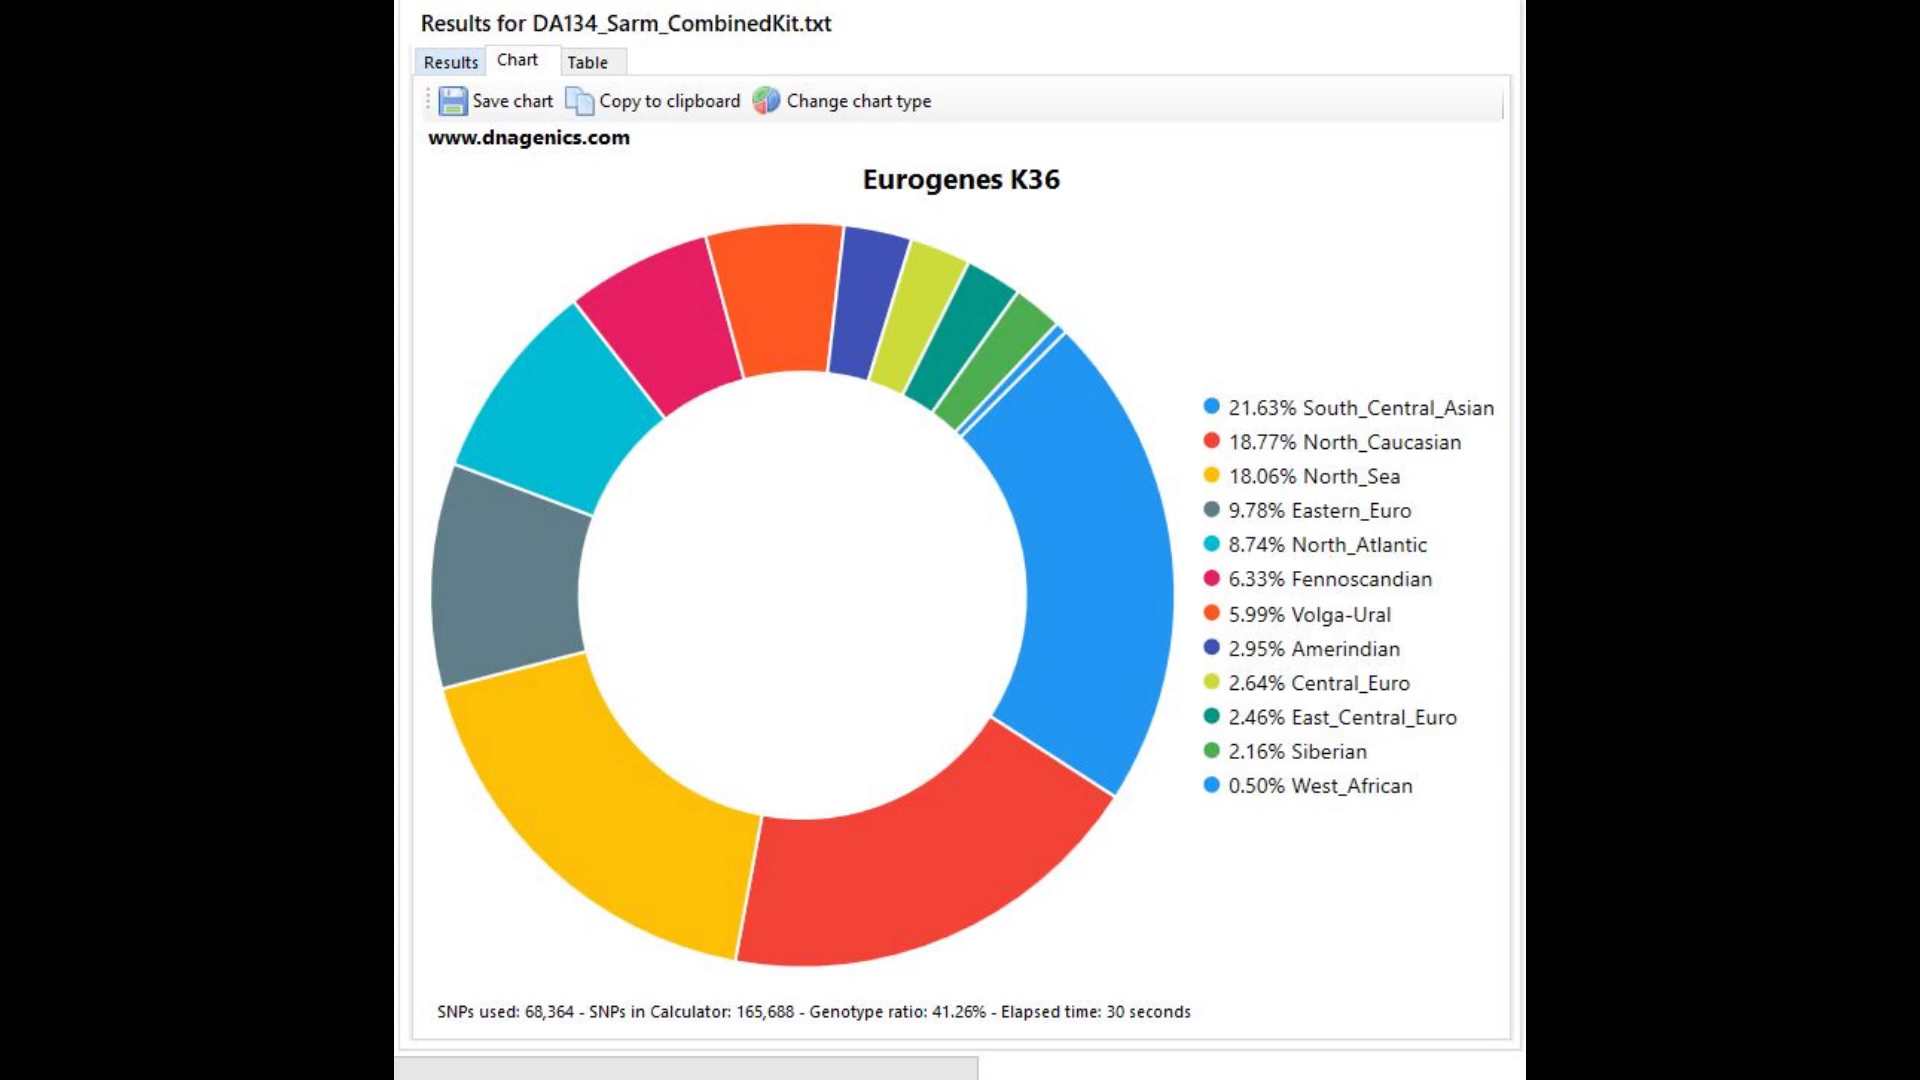 Results for DA134_Sarm_CombinedKit.txt
Results Chart Table
Save chart Copy to clipboard Change chart type
www.dnagenics.com
Eurogenes K36
21.63% South_Central_Asian
18.77% North_Caucasian
18.06% North_Sea
9.78% Eastern_Euro
8.74% North_Atlantic
6.33% Fennoscandian
5.99% Volga-Ural
2.95% Amerindian
2.64% Central_Euro
2.46% East_Central_Euro
2.16% Siberian
0.50% West_African
SNPs used: 68,364 - SNPs in Calculator: 165,688 - Genotype ratio: 41.26% - Elapsed time: 30 seconds